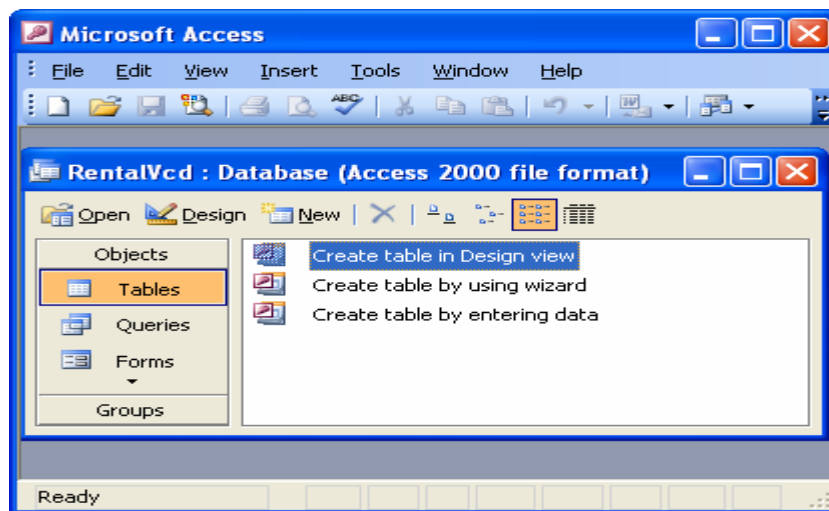 Microsoft Access
File Edit View Insert Tools Window Help
ABC W
RentalVcd : Database (Access 2000 file format)
Open Design New
Objects
Tables
Queries
Forms
Groups
Create table in Design view
Create table by using wizard
Create table by entering data
Ready